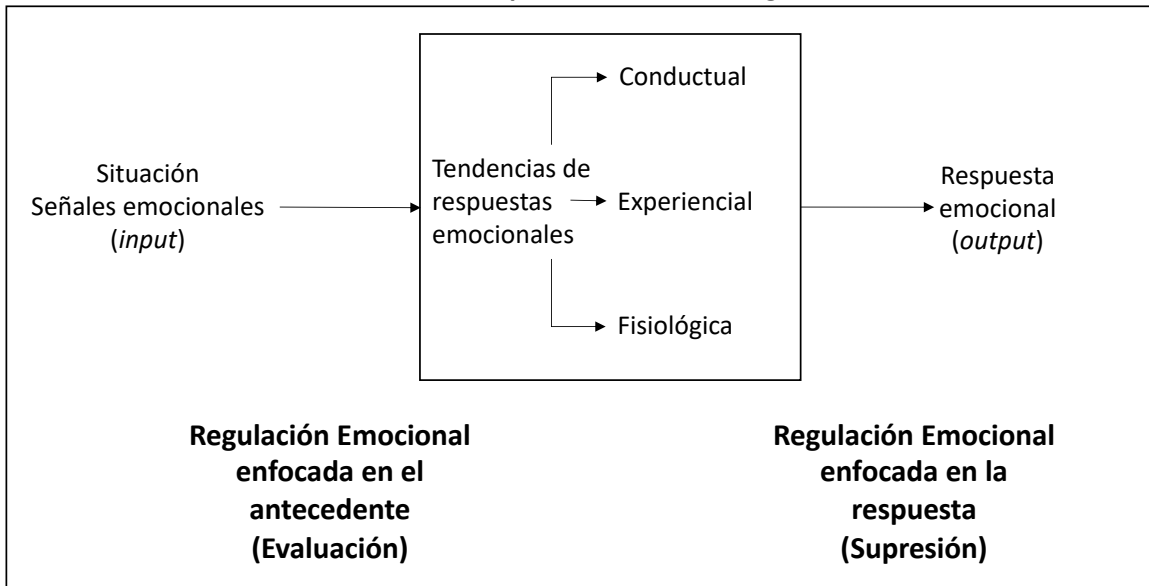 Situación
Señales emocionales
(input)
Tendencias de
respuestas
emocionales
Conductual
Experiencial
Fisiológica
Respuesta
emocional
(output)
Regulación Emocional
enfocada en el
antecedente
(Evaluación)
Regulación Emocional
enfocada en la
respuesta
(Supresión)